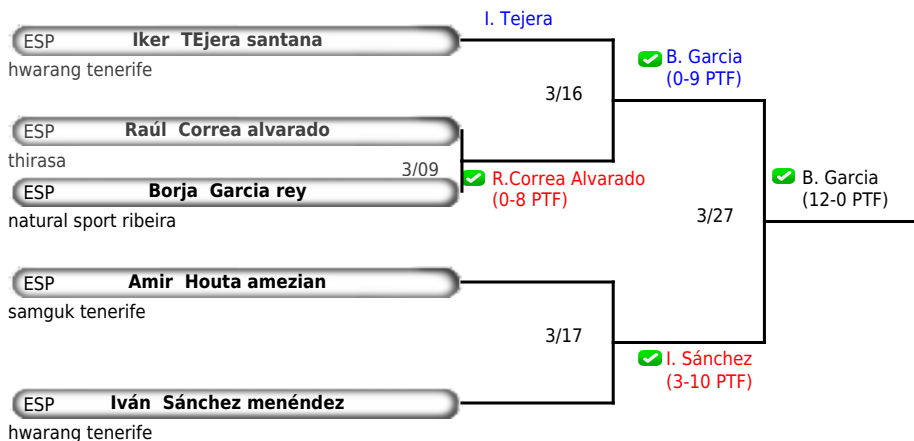 I. Tejera
ESP Iker TEjera santana
hwarang tenerife
B. Garcia
(0-9 PTF)
3/16
ESP Raúl Correa alvarado
thirasa
3/09
R.Correa Alvarado
(0-8 PTF)
ESP Borja Garcia rey
natural sport ribeira
B. Garcia
(12-0 PTF)
3/27
ESP Amir Houta amezian
samguk tenerife
3/17
I. Sánchez
(3-10 PTF)
ESP Iván Sánchez menéndez
hwarang tenerife